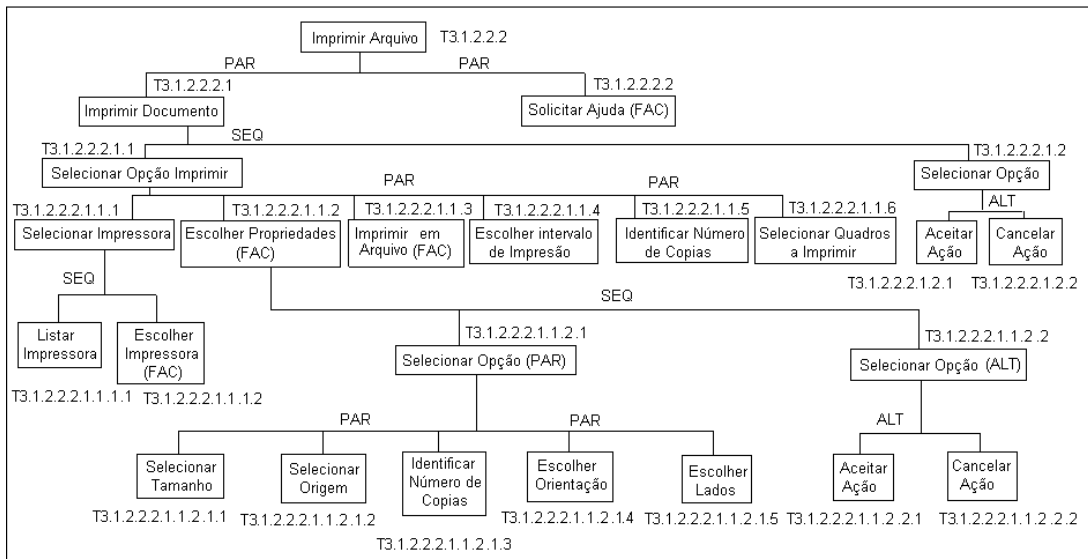 Imprimir Arquivo
T3.1.2.2.2
PAR
PAR
T3.1.2.2.2.1
T3.1.2.2.2.2
Imprimir Documento
Solicitar Ajuda (FAC)
SEQ
T3.1.2.2.2.1.1
T3.1.2.2.2.1.2
Selecionar Opção Imprimir
Selecionar Opção
PAR
PAR
ALT
T3.1.2.2.2.1.1.1
T3.1.2.2.2.1.1.2
T3.1.2.2.2.1.1.3
T3.1.2.2.2.1.1.4
T3.1.2.2.2.1.1.5
T3.1.2.2.2.1.1.6
Selecionar Impressora
Escolher Propriedades
(FAC)
Imprimir em
Arquivo (FAC)
Escolher intervalo
de Impresão
Identificar Número
de Copias
Selecionar Quadros
a Imprimir
Aceitar
Ação
Cancelar
Ação
T3.1.2.2.2.1.2.1
T3.1.2.2.2.1.2.2
SEQ
SEQ
Listar
Impressora
Escolher
Impressora
(FAC)
T3.1.2.2.2.1.1.1.1
T3.1.2.2.2.1.1.1.2
T3.1.2.2.2.1.1.2.1
T3.1.2.2.2.1.1.2 .2
Selecionar Opção (PAR)
Selecionar Opção (ALT)
PAR
PAR
ALT
Selecionar
Tamanho
Selecionar
Origem
Identificar
Número de
Copias
Escolher
Orientação
Escolher
Lados
Aceitar
Ação
Cancelar
Ação
T3.1.2.2.2.1.1.2.1.1
T3.1.2.2.2.1.1.2.1.2
T3.1.2.2.2.1.1.2.1.3
T3.1.2.2.2.1.1.2.1.4
T3.1.2.2.2.1.1.2.1.5
T3.1.2.2.2.1.1.2 .2.1
T3.1.2.2.2.1.1.2 .2.2